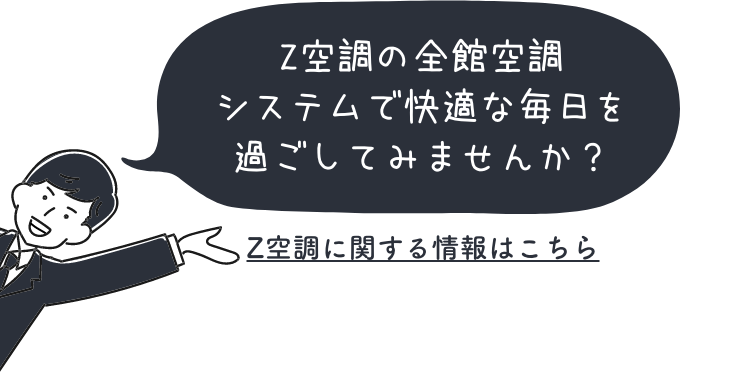 Z空調の全館空調
システムで快適な毎日を
過ごしてみませんか？
Z空調に関する情報はこちら